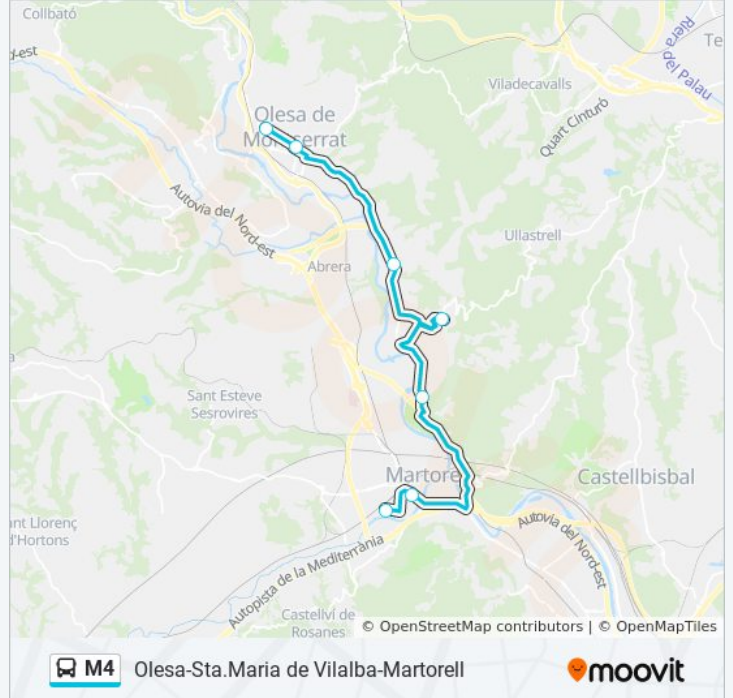 Collbató
Riera del Palau
Te
Viladecavalls
Olesa de
Montserrat
Quart Cinturó
Autovia del Nord-est
Ullastrell
Abrera
Sant Esteve
Sesrovires
Martorell
Castellbisbal
nt Llorenç
d'Hortons
Autovia del Nord-est
Autopista de la Mediterrània
Castellví de
Rosanes
© OpenStreetMap contributors | © OpenMapTiles
M4 Olesa-Sta.Maria de Vilalba-Martorell
moovit